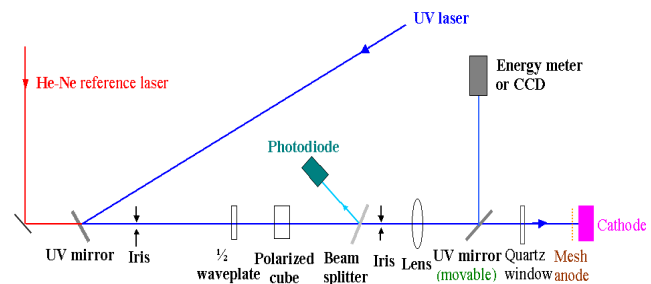 UV laser
He-Ne reference laser
Energy meter
or CCD
Photodiode
UV mirror
Iris
½
waveplate
Polarized
cube
Beam
splitter
Iris
Lens
UV mirror
(movable)
Quartz
window
Mesh
anode
Cathode